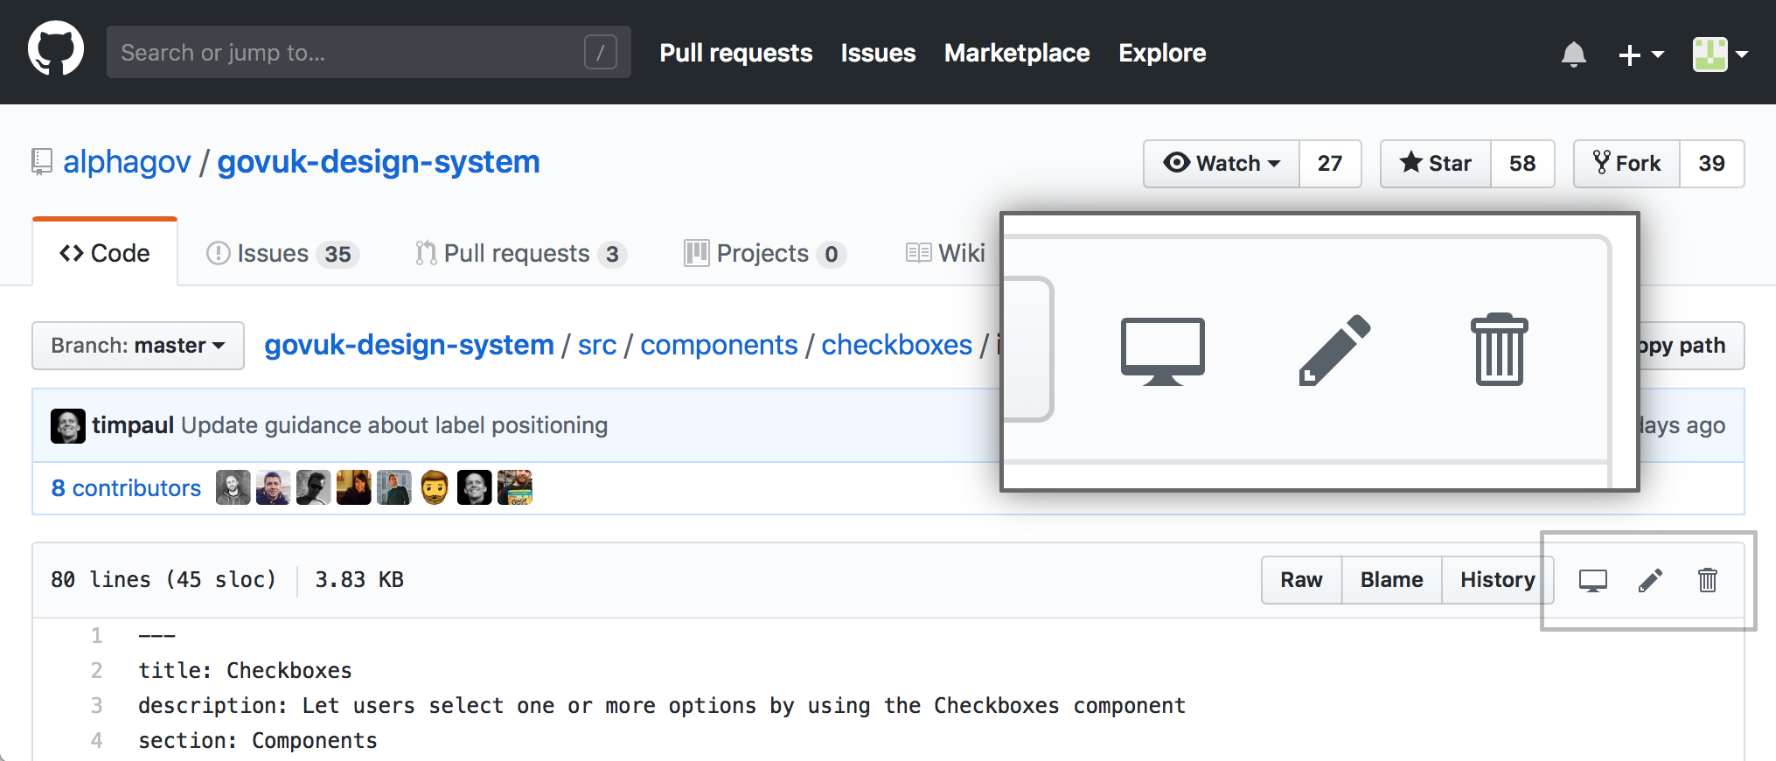 Search or jump to... / Pull requests Issues Marketplace Explore
alphagov / govuk-design-system Watch 27 Star 58 Fork 39
Code Issues 35 Pull requests 3 Projects 0 Wiki
Branch: master govuk-design-system / src / components / checkboxes / path
timpaul Update guidance about label positioning ago
8 contributors
80 lines (45 sloc) 3.83 KB Raw Blame History
1 ---
2 title: Checkboxes
3 description: Let users select one or more options by using the Checkboxes component
4 section: Components